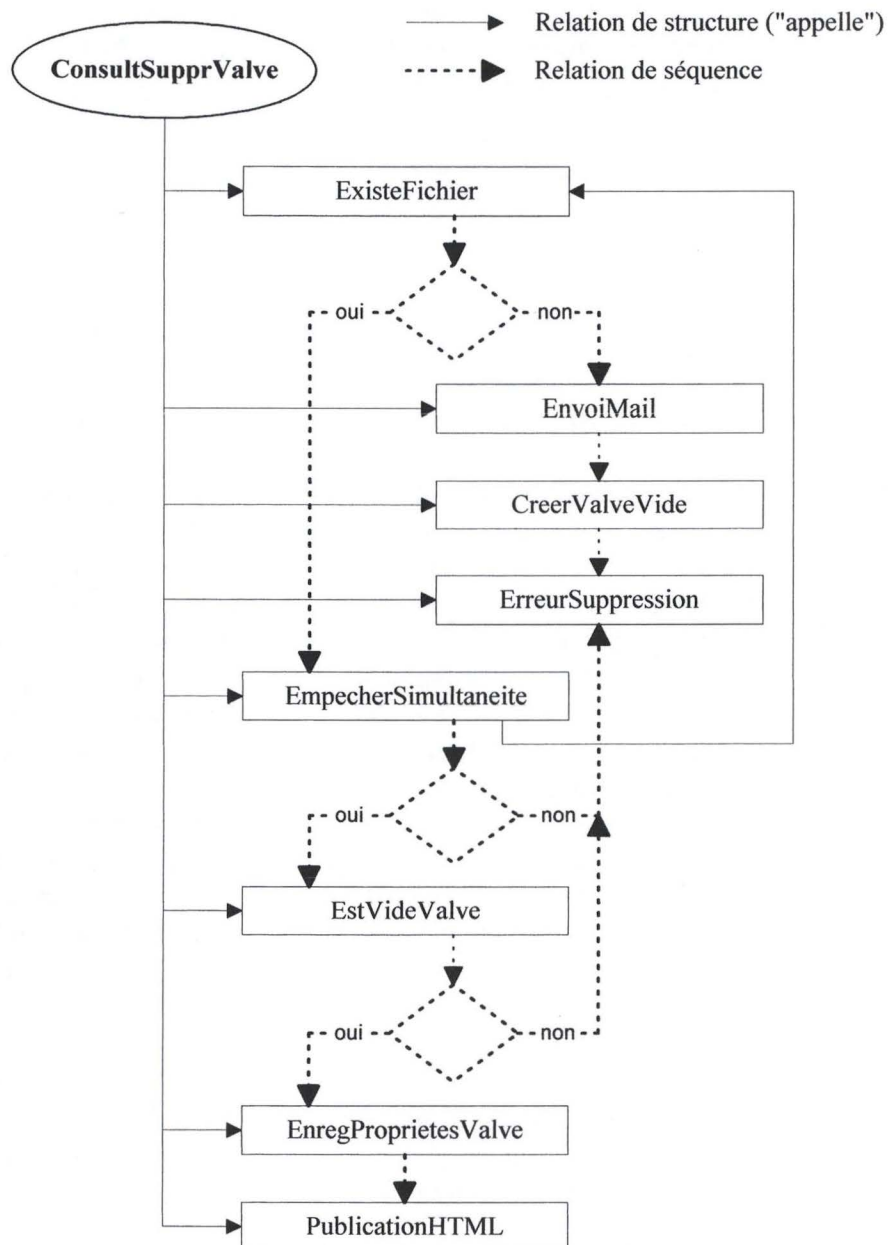 Relation de structure ("appelle")
ConsultSupprValve
Relation de séquence
ExisteFichier
oui
non
EnvoiMail
CreerValveVide
ErreurSuppression
EmpecherSimultaneite
oui
non
EstVideValve
oui
non
EnregProprietesValve
PublicationHTML